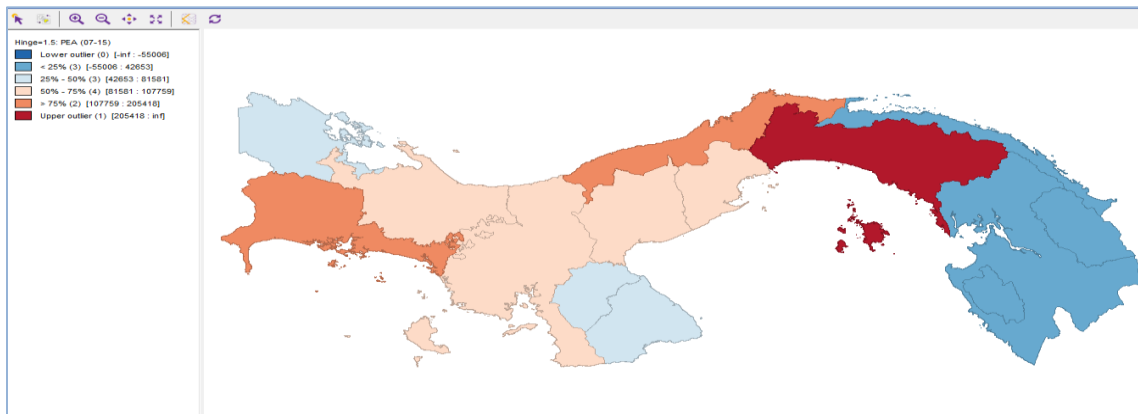 Hinge=1.5: PEA (07-15)
Lower outlier (0) [-inf : -55006]
< 25% (3) [-55006 : 42653]
25% - 50% (3) [42653 : 81581]
50% - 75% (4) [81581 : 107759]
> 75% (2) [107759 : 205418]
Upper outlier (1) [205418 : inf]